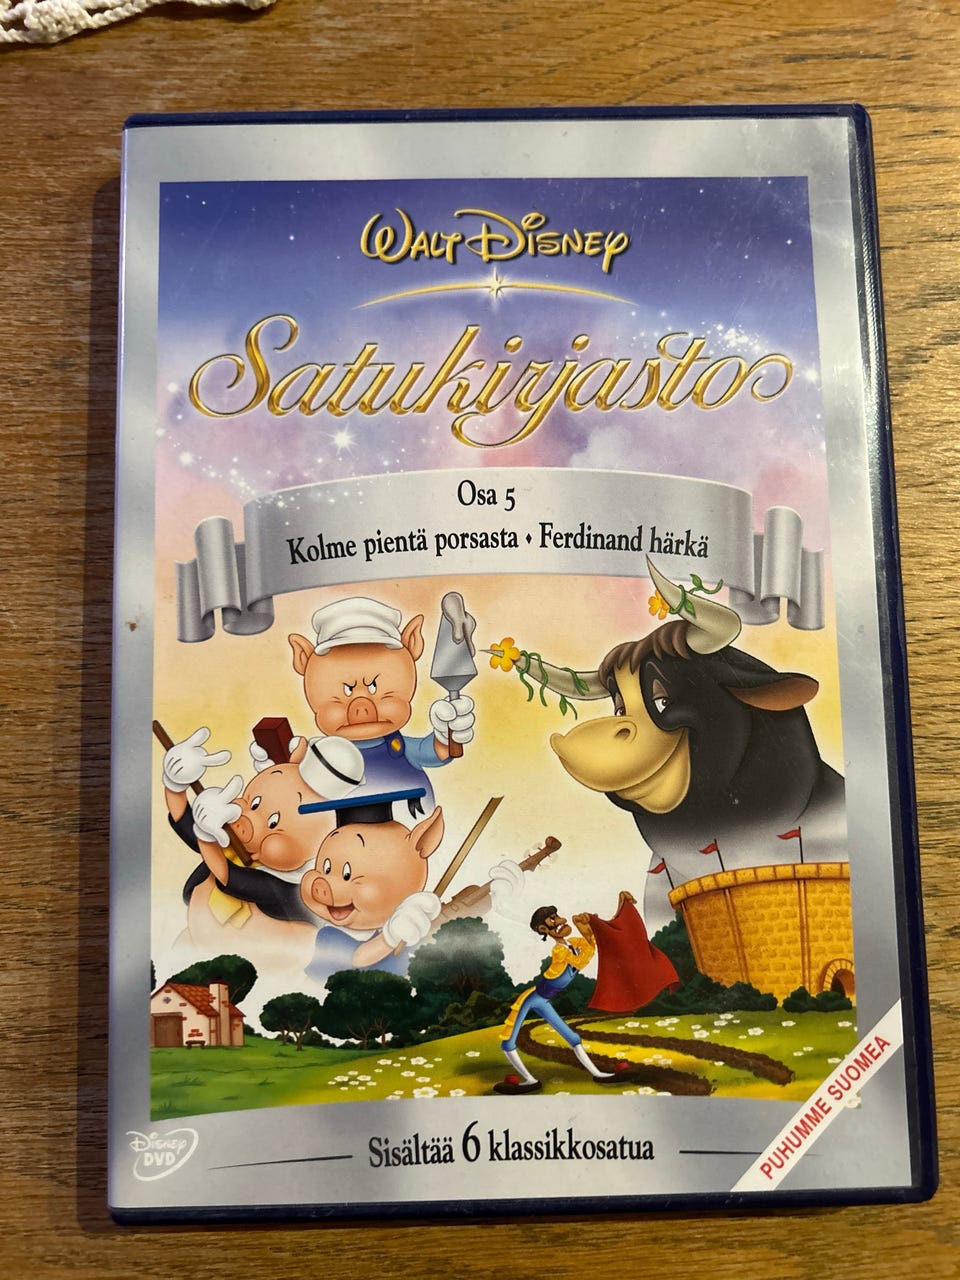 WALT DISNEY
Satukirjasto
Osa 5
Kolme pientä porsasta • Ferdinand härkä
PUHUMME SUOMEA
Disney
DVD
Sisältää 6 klassikkosatua